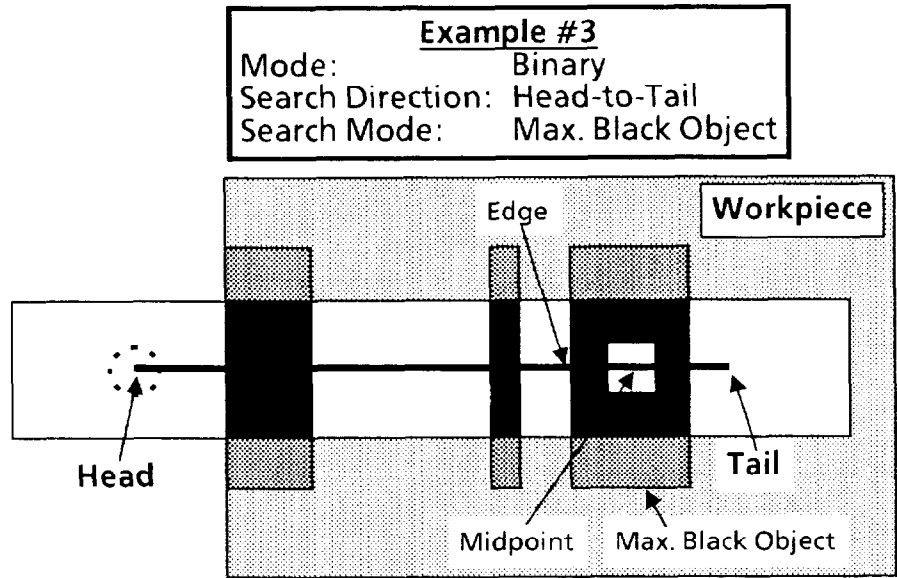 Example #3
Mode: Binary
Search Direction: Head-to-Tail
Search Mode: Max. Black Object
Workpiece
Edge
Head
Tail
Midpoint
Max. Black Object